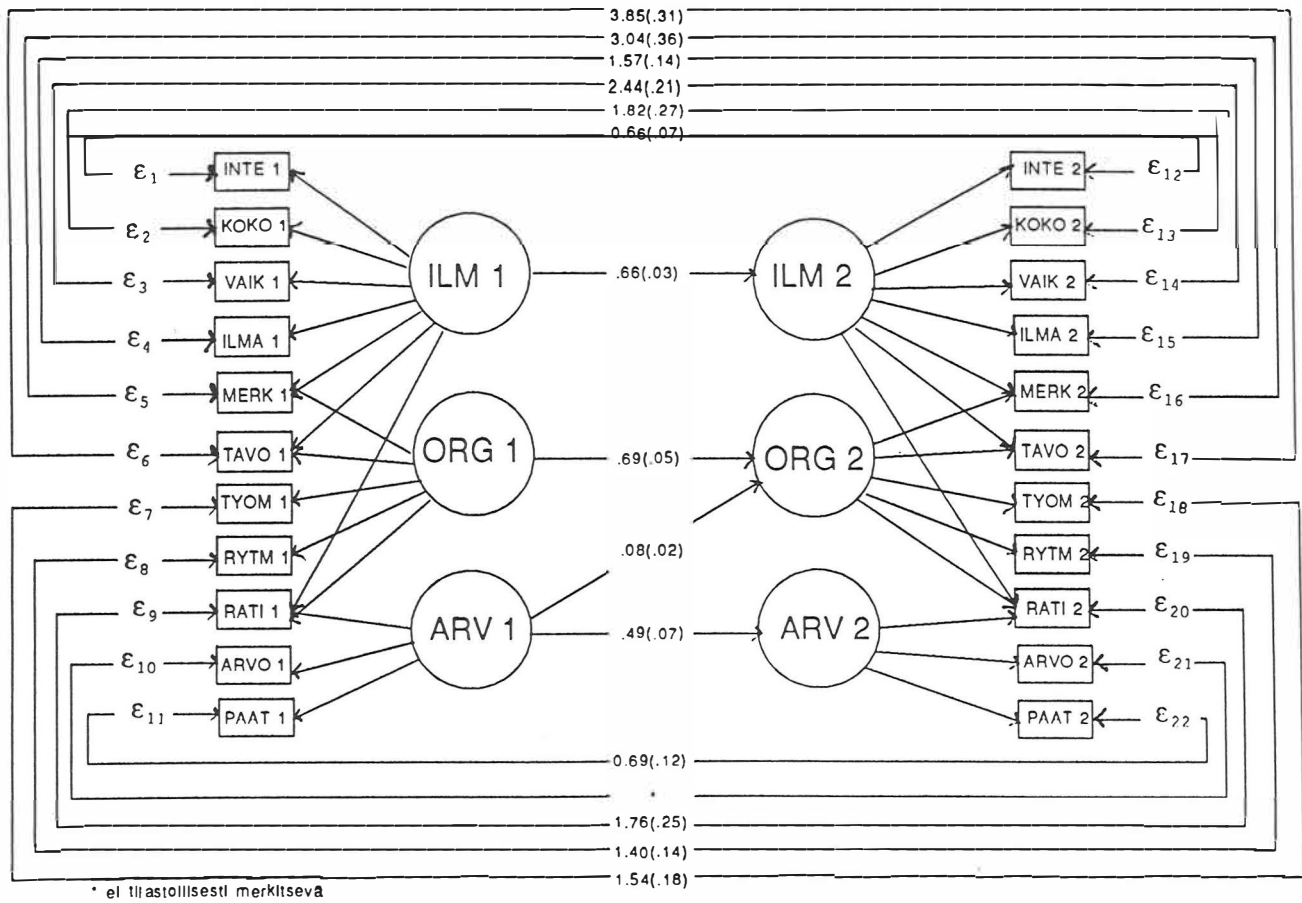 3.85(.31)
3.04(.36)
1.57(.14)
2.44(.21)
1.82(.27)
0.66(.07)
ε1 INTE 1 INTE 2 ε12
ε2 KOKO 1 KOKO 2 ε13
ILM 1 .66(.03) ILM 2
ε3 VAIK 1 VAIK 2 ε14
ε4 ILMA 1 ILMA 2 ε15
ε5 MERK 1 MERK 2 ε16
ε6 TAVO 1 ORG 1 .69(.05) ORG 2 TAVO 2 ε17
ε7 TYOM 1 TYOM 2 ε18
ε8 RYTM 1 .08(.02) RYTM 2 ε19
ε9 RATI 1 RATI 2 ε20
ARV 1 .49(.07) ARV 2
ε10 ARVO 1 ARVO 2 ε21
ε11 PAAT 1 PAAT 2 ε22
0.69(.12)
*
1.76(.25)
1.40(.14)
1.54(.18)
* ei tilastollisesti merkitsevä